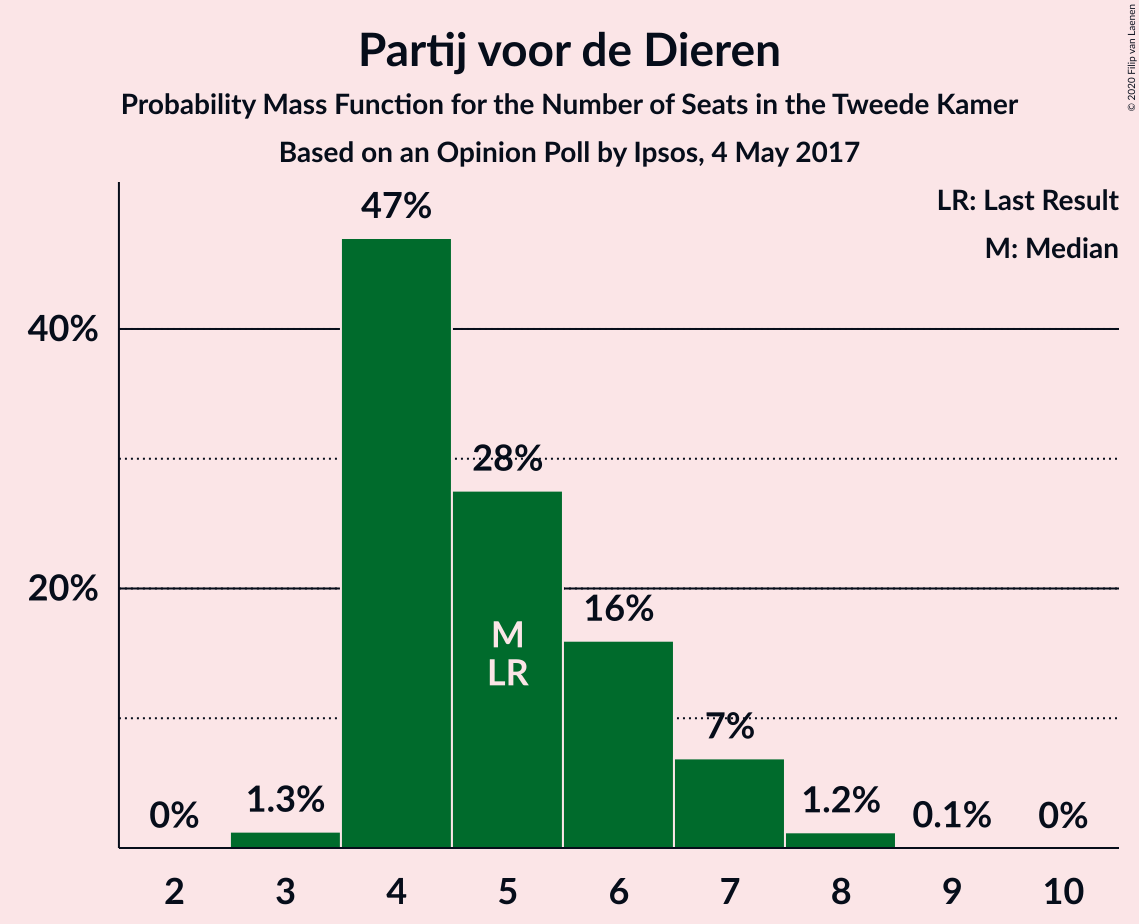 Partij voor de Dieren
Probability Mass Function for the Number of Seats in the Tweede Kamer
Based on an Opinion Poll by Ipsos, 4 May 2017
© 2020 Filip van Laenen
LR: Last Result
M: Median
47%
40%
28%
20%
16%
M
LR
7%
0%
1.3%
1.2%
0.1%
0%
2
3
4
5
6
7
8
9
10